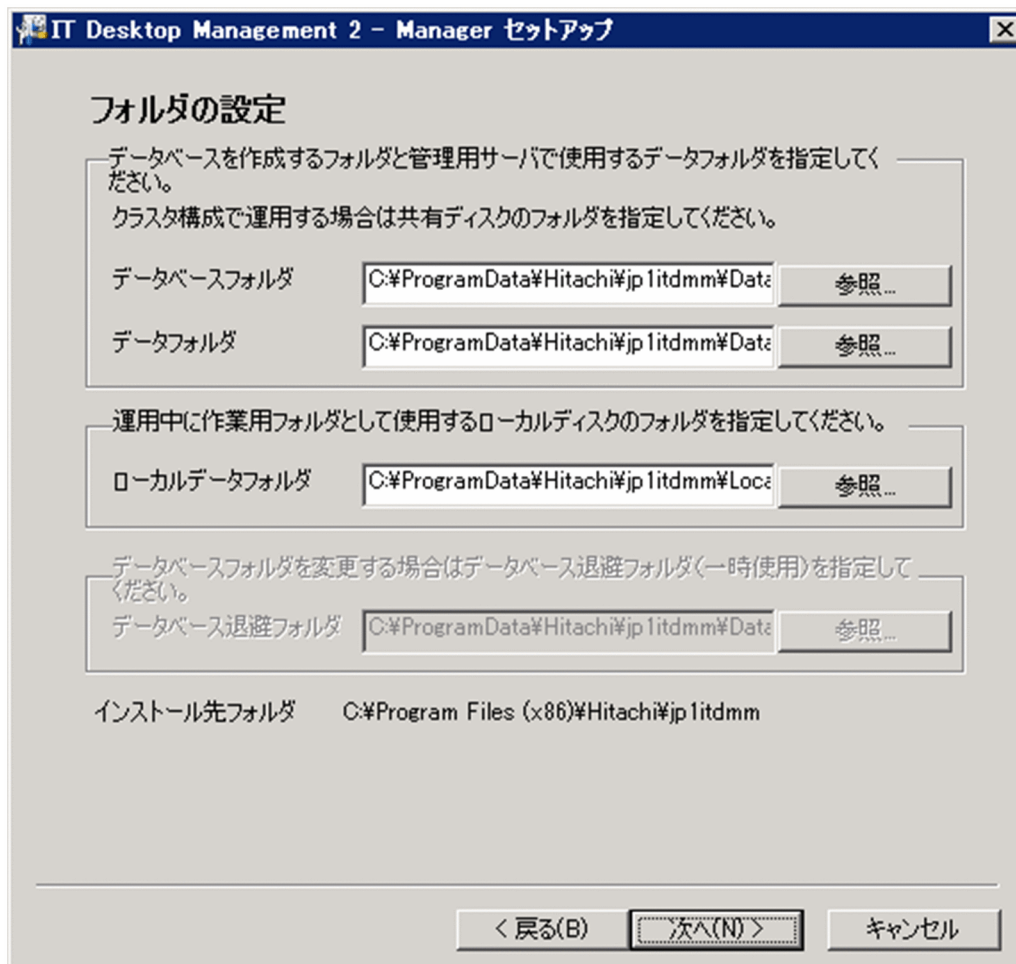 IT Desktop Management 2 - Manager セットアップ
フォルダの設定
データベースを作成するフォルダと管理用サーバで使用するデータフォルダを指定してく
ださい。
クラスタ構成で運用する場合は共有ディスクのフォルダを指定してください。
データベースフォルダ C:¥ProgramData¥Hitachi¥jp1itdmm¥Data 参照...
データフォルダ C:¥ProgramData¥Hitachi¥jp1itdmm¥Data 参照...
運用中に作業用フォルダとして使用するローカルディスクのフォルダを指定してください。
ローカルデータフォルダ C:¥ProgramData¥Hitachi¥jp1itdmm¥Loca 参照...
データベースフォルダを変更する場合はデータベース退避フォルダ(一時使用)を指定して
ください。
データベース退避フォルダ C:¥ProgramData¥Hitachi¥jp1itdmm¥Data 参照...
インストール先フォルダ C:¥Program Files (x86)¥Hitachi¥jp1itdmm
< 戻る(B) 次へ(N) > キャンセル